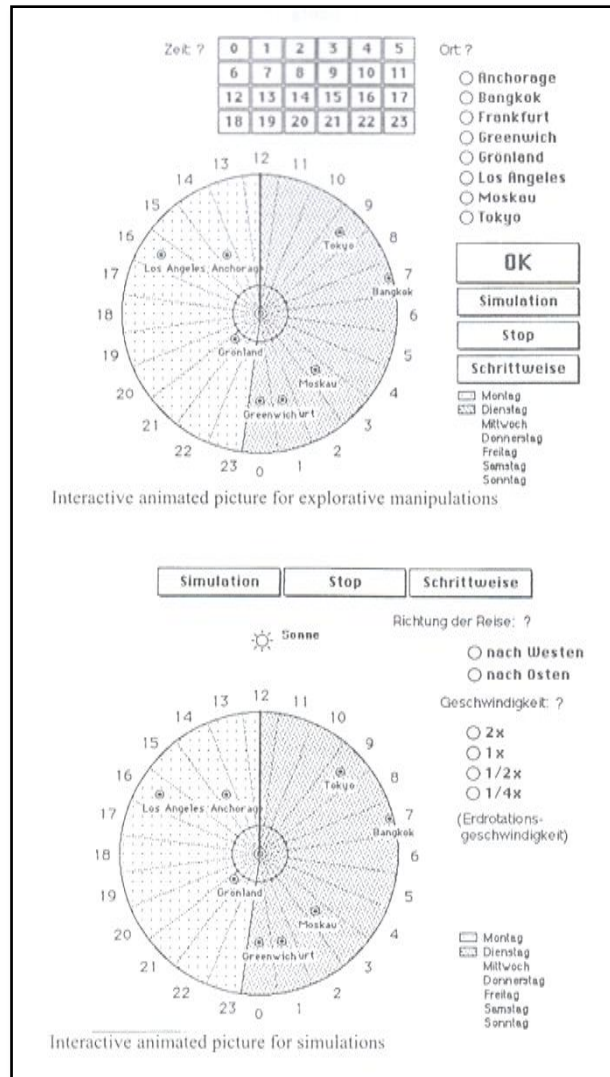 Zeit: ?
0 1 2 3 4 5
6 7 8 9 10 11
12 13 14 15 16 17
18 19 20 21 22 23
Ort ?
Anchorage
Bangkok
Frankfurt
Greenwich
Grönland
Los Angeles
Moskau
Tokyo
OK
Simulation
Stop
Schrittweise
Montag
Dienstag
Mittwoch
Donnerstag
Freitag
Samstag
Sonntag
12
13 11
14 10
15 9
16 8
17 7
18 6
19 5
20 4
21 3
22 2
23 1
0
Tokyo
Los Angeles Anchorag
Bangkok
Grönland
Moskau
Greenwich urt
Interactive animated picture for explorative manipulations
Simulation Stop Schrittweise
Richtung der Reise: ?
nach Westen
nach Osten
Sonne
Geschwindigkeit: ?
2x
1x
1/2x
1/4x
(Erdrotations-
geschwindigkeit)
12
13 11
14 10
15 9
16 8
17 7
18 6
19 5
20 4
21 3
22 2
23 1
0
Tokyo
Los Angeles Anchorag
Bangkok
Grönland
Moskau
Greenwich urt
Montag
Dienstag
Mittwoch
Donnerstag
Freitag
Samstag
Sonntag
Interactive animated picture for simulations